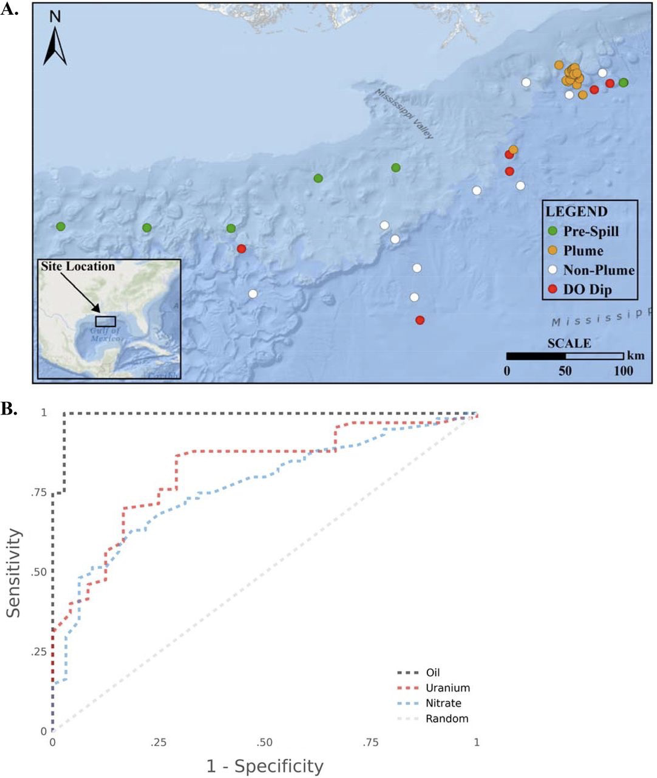 A.
N
Mississippi Valley
LEGEND
Pre-Spill
Plume
Non-Plume
DO Dip
Site Location
Gulf of
Mexico
Mississipp
SCALE
km
0 50 100
B.
1
.75
.50
.25
0
Sensitivity
0 .25 .50 .75 1
1 - Specificity
Oil
Uranium
Nitrate
Random